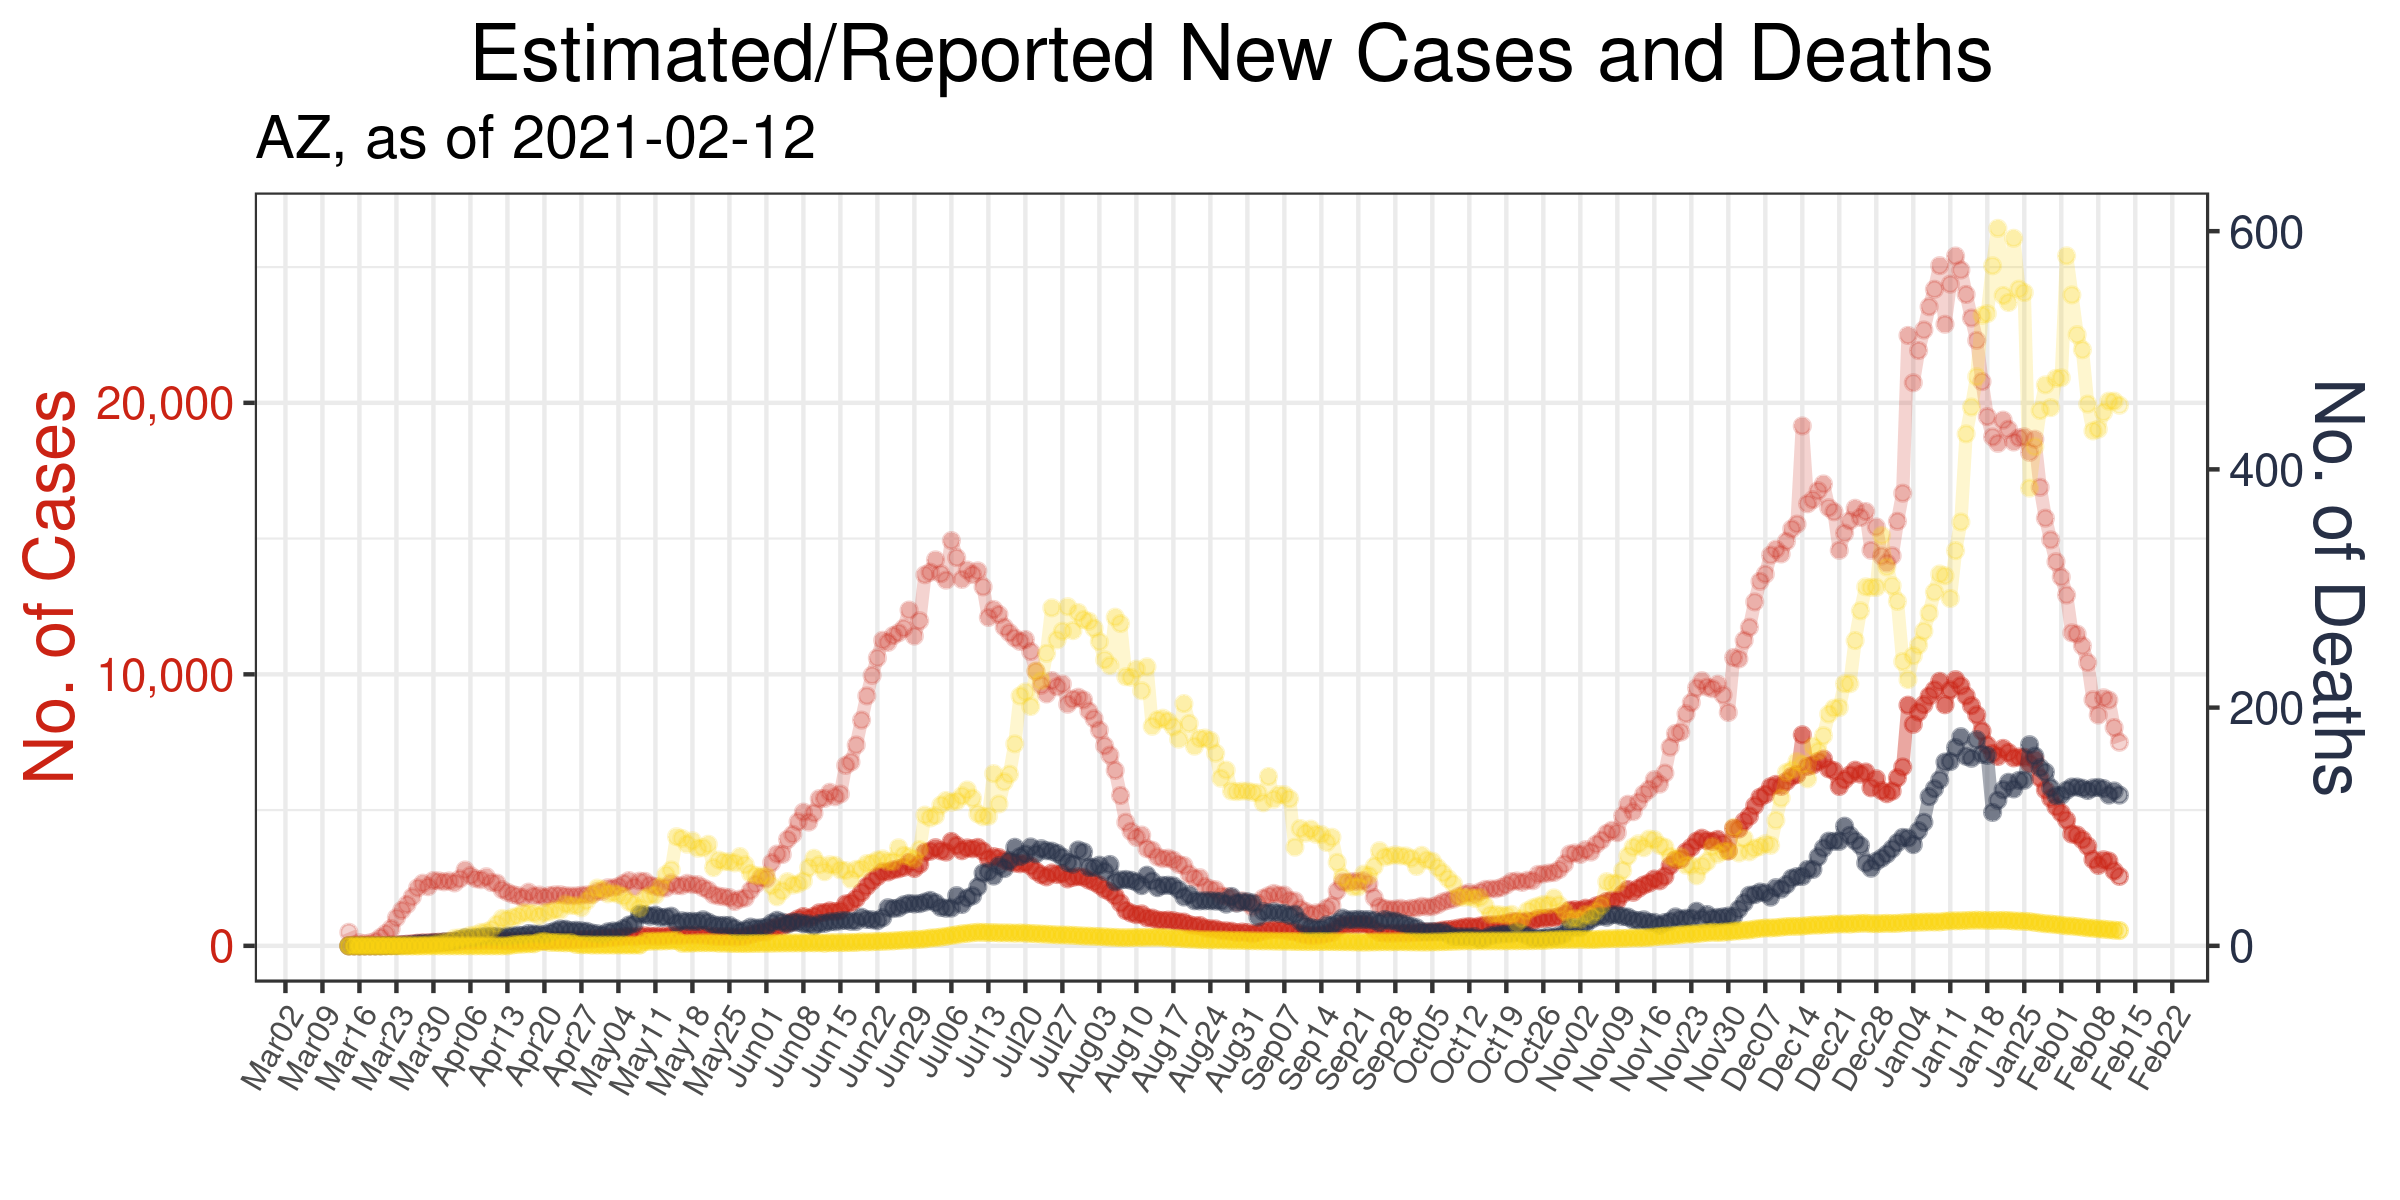 Estimated/Reported New Cases and Deaths
AZ, as of 2021-02-12
No. of Cases
20,000
10,000
0
600
400
200
0
No. of Deaths
Mar02
Mar09
Mar16
Mar23
Mar30
Apr06
Apr13
Apr20
Apr27
May04
May11
May18
May25
Jun01
Jun08
Jun15
Jun22
Jun29
Jul06
Jul13
Jul20
Jul27
Aug03
Aug10
Aug17
Aug24
Aug31
Sep07
Sep14
Sep21
Sep28
Oct05
Oct12
Oct19
Oct26
Nov02
Nov09
Nov16
Nov23
Nov30
Dec07
Dec14
Dec21
Dec28
Jan04
Jan11
Jan18
Jan25
Feb01
Feb08
Feb15
Feb22